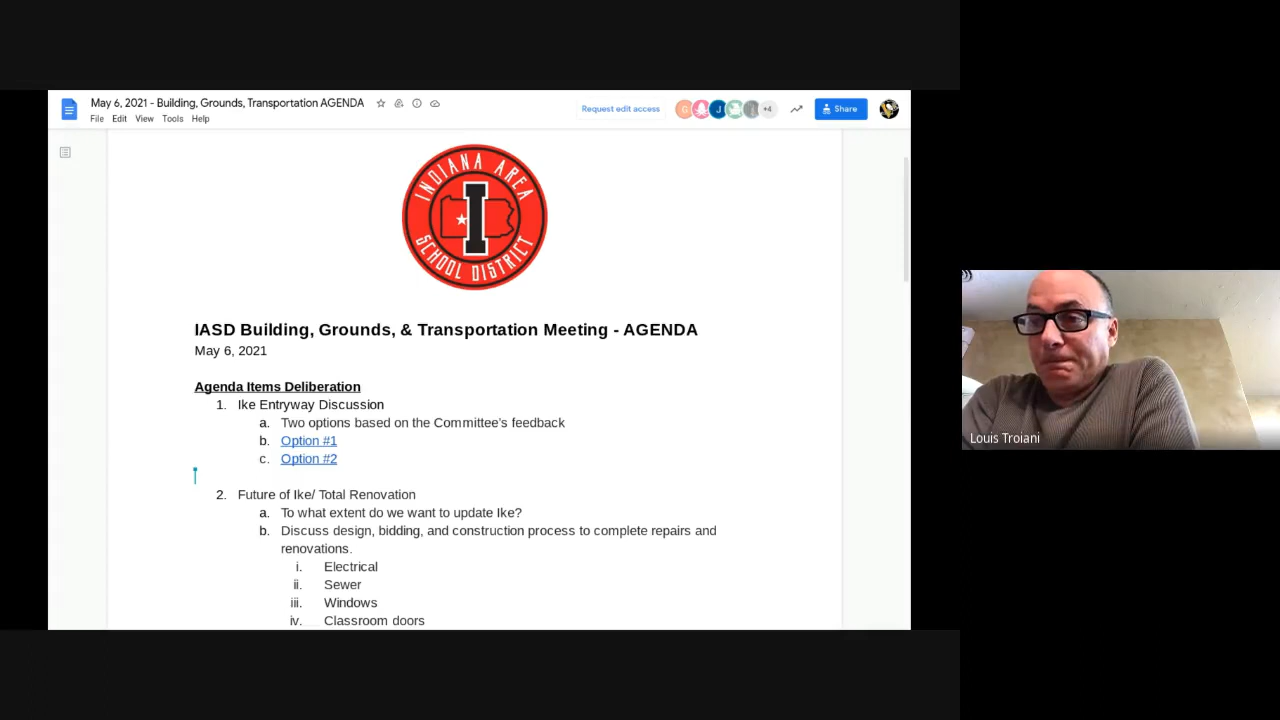 May 6, 2021 - Building, Grounds, Transportation AGENDA
File Edit View Tools Help
Request edit access
G
J
+4
Share
INDIANA AREA
I
SCHOOL DISTRICT
IASD Building, Grounds, & Transportation Meeting - AGENDA
May 6, 2021
Agenda Items Deliberation
1. Ike Entryway Discussion
a. Two options based on the Committee's feedback
b. Option #1
c. Option #2
2. Future of Ike/ Total Renovation
a. To what extent do we want to update Ike?
b. Discuss design, bidding, and construction process to complete repairs and
renovations.
i. Electrical
ii. Sewer
iii. Windows
iv. Classroom doors
Louis Troiani